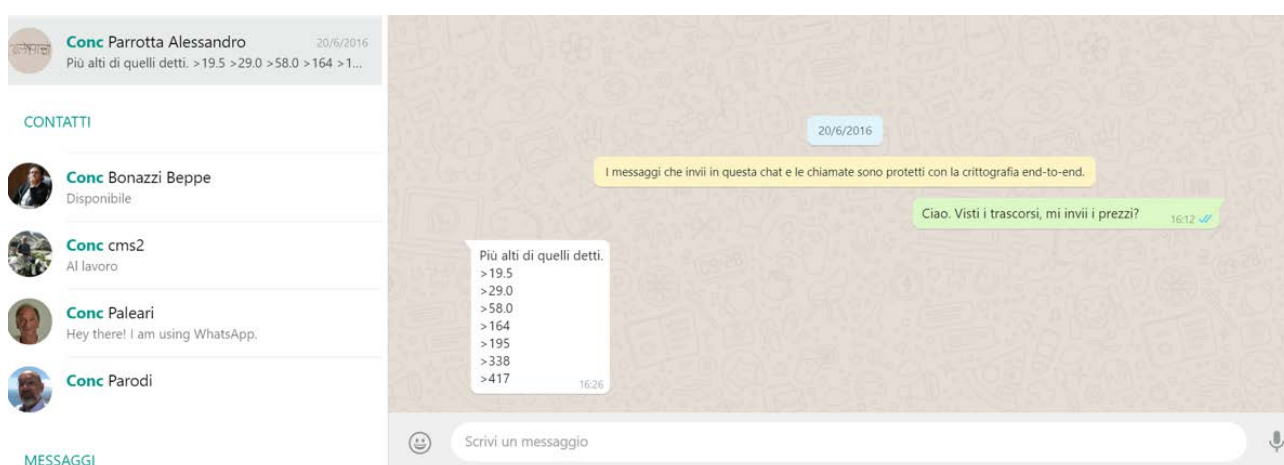 Conc Parrotta Alessandro 20/6/2016
Più alti di quelli detti. >19.5 >29.0 >58.0 >164 >1...
CONTATTI
Conc Bonazzi Beppe
Disponibile
Conc cms2
Al lavoro
Conc Paleari
Hey there! I am using WhatsApp.
Conc Parodi
MESSAGGI
20/6/2016
I messaggi che invii in questa chat e le chiamate sono protetti con la crittografia end-to-end.
Ciao. Visti i trascorsi, mi invii i prezzi? 16:12
Più alti di quelli detti.
>19.5
>29.0
>58.0
>164
>195
>338
>417 16:26
Scrivi un messaggio